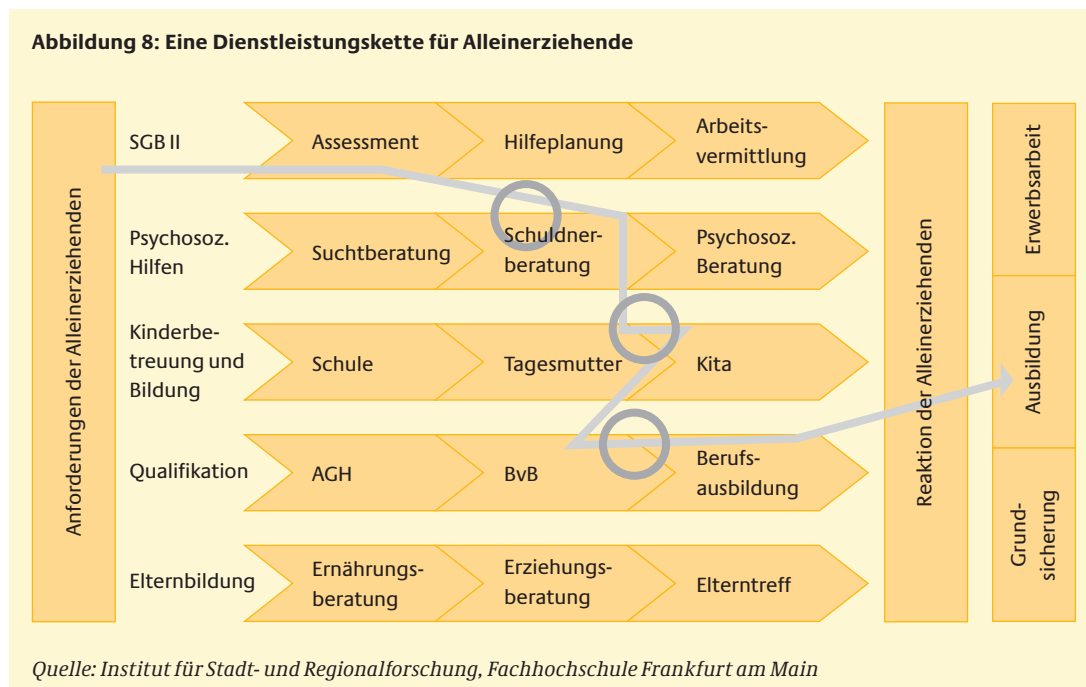 Abbildung 8: Eine Dienstleistungskette für Alleinerziehende
Anforderungen der Alleinerziehenden
SGB II
Assessment
Hilfeplanung
Arbeits-
vermittlung
Psychosoz.
Hilfen
Suchtberatung
Schuldner-
beratung
Psychosoz.
Beratung
Kinderbe-
treuung und
Bildung
Schule
Tagesmutter
Kita
Qualifikation
AGH
BvB
Berufs-
ausbildung
Elternbildung
Ernährungs-
beratung
Erziehungs-
beratung
Elterntreff
Reaktion der Alleinerziehenden
Erwerbsarbeit
Ausbildung
Grund-
sicherung
Quelle: Institut für Stadt- und Regionalforschung, Fachhochschule Frankfurt am Main